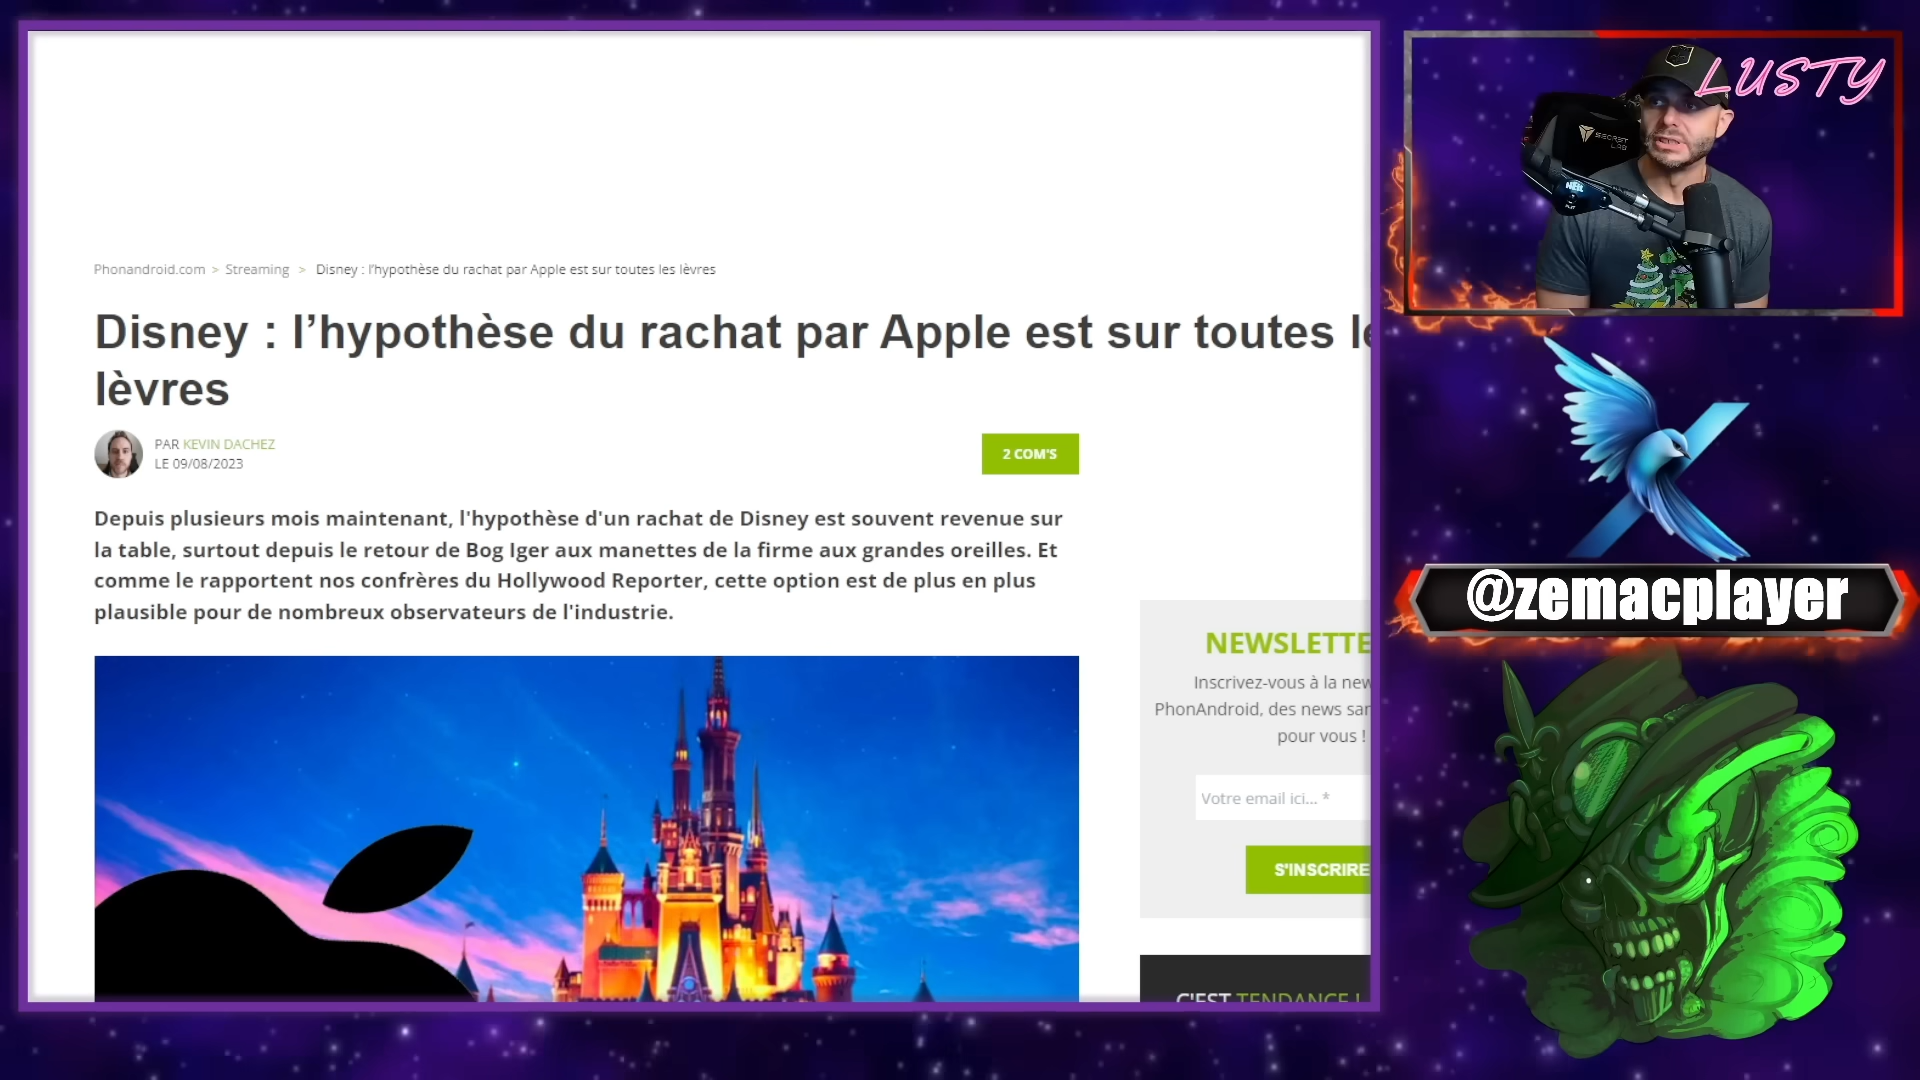 Phonandroid.com > Streaming > Disney : l'hypothèse du rachat par Apple est sur toutes les lèvres
Disney : l’hypothèse du rachat par Apple est sur toutes
lèvres
PAR KEVIN DACHEZ
LE 09/08/2023
2 COM'S
Depuis plusieurs mois maintenant, l'hypothèse d'un rachat de Disney est souvent revenue sur
la table, surtout depuis le retour de Bog Iger aux manettes de la firme aux grandes oreilles. Et
comme le rapportent nos confrères du Hollywood Reporter, cette option est de plus en plus
plausible pour de nombreux observateurs de l'industrie.
NEWSLETTE
Inscrivez-vous à la new
PhonAndroid, des news san
pour vous !
Votre email ici... *
S'INSCRIRE
C'EST TENDANCE !
LUSTY
SECRET
LAB
@zemacplayer